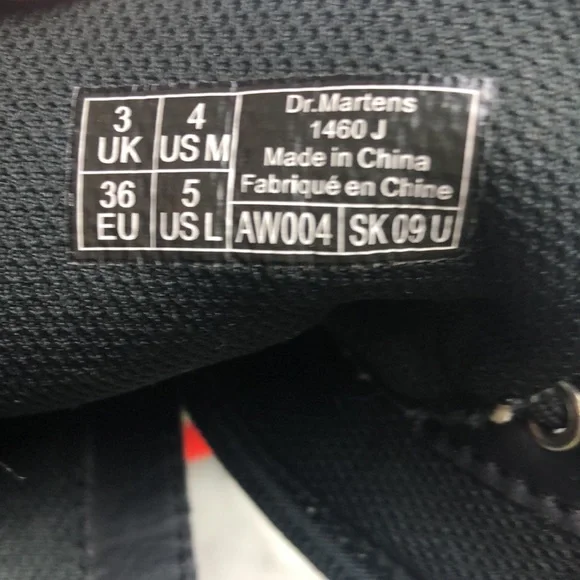 3 UK
4 US M
36 EU
5 US L
Dr.Martens
1460 J
Made in China
Fabriqué en Chine
AW004 SK 09 U